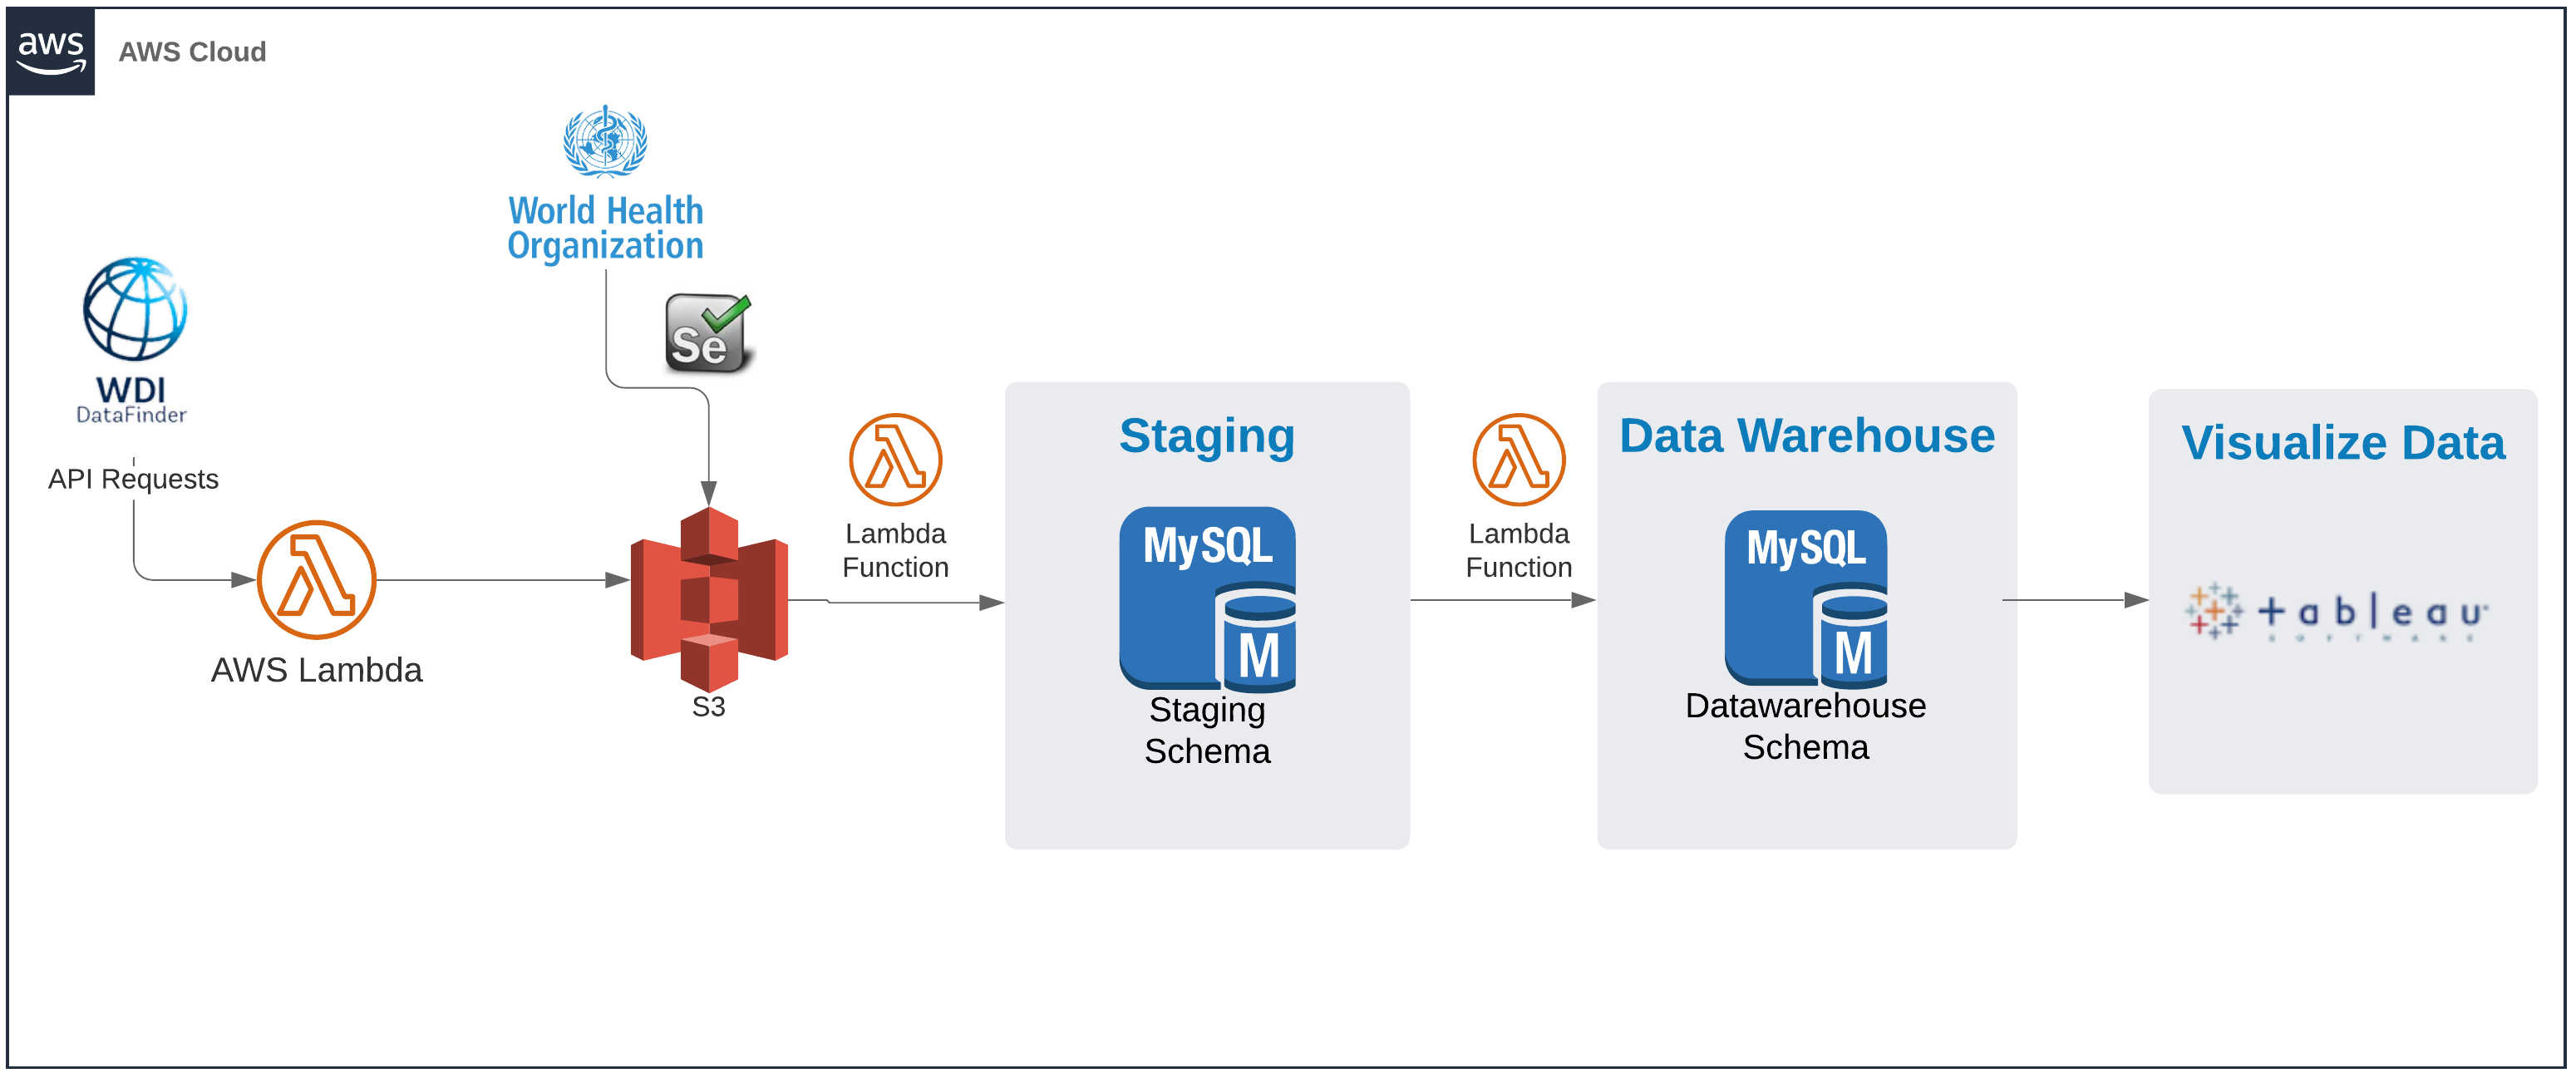 aws
AWS Cloud
World Health
Organization
WDI
DataFinder
Se
API Requests
AWS Lambda
S3
Lambda
Function
Staging
MySQL
M
Staging
Schema
Lambda
Function
Data Warehouse
MySQL
M
Datawarehouse
Schema
Visualize Data
+ableau
SOFTWARE